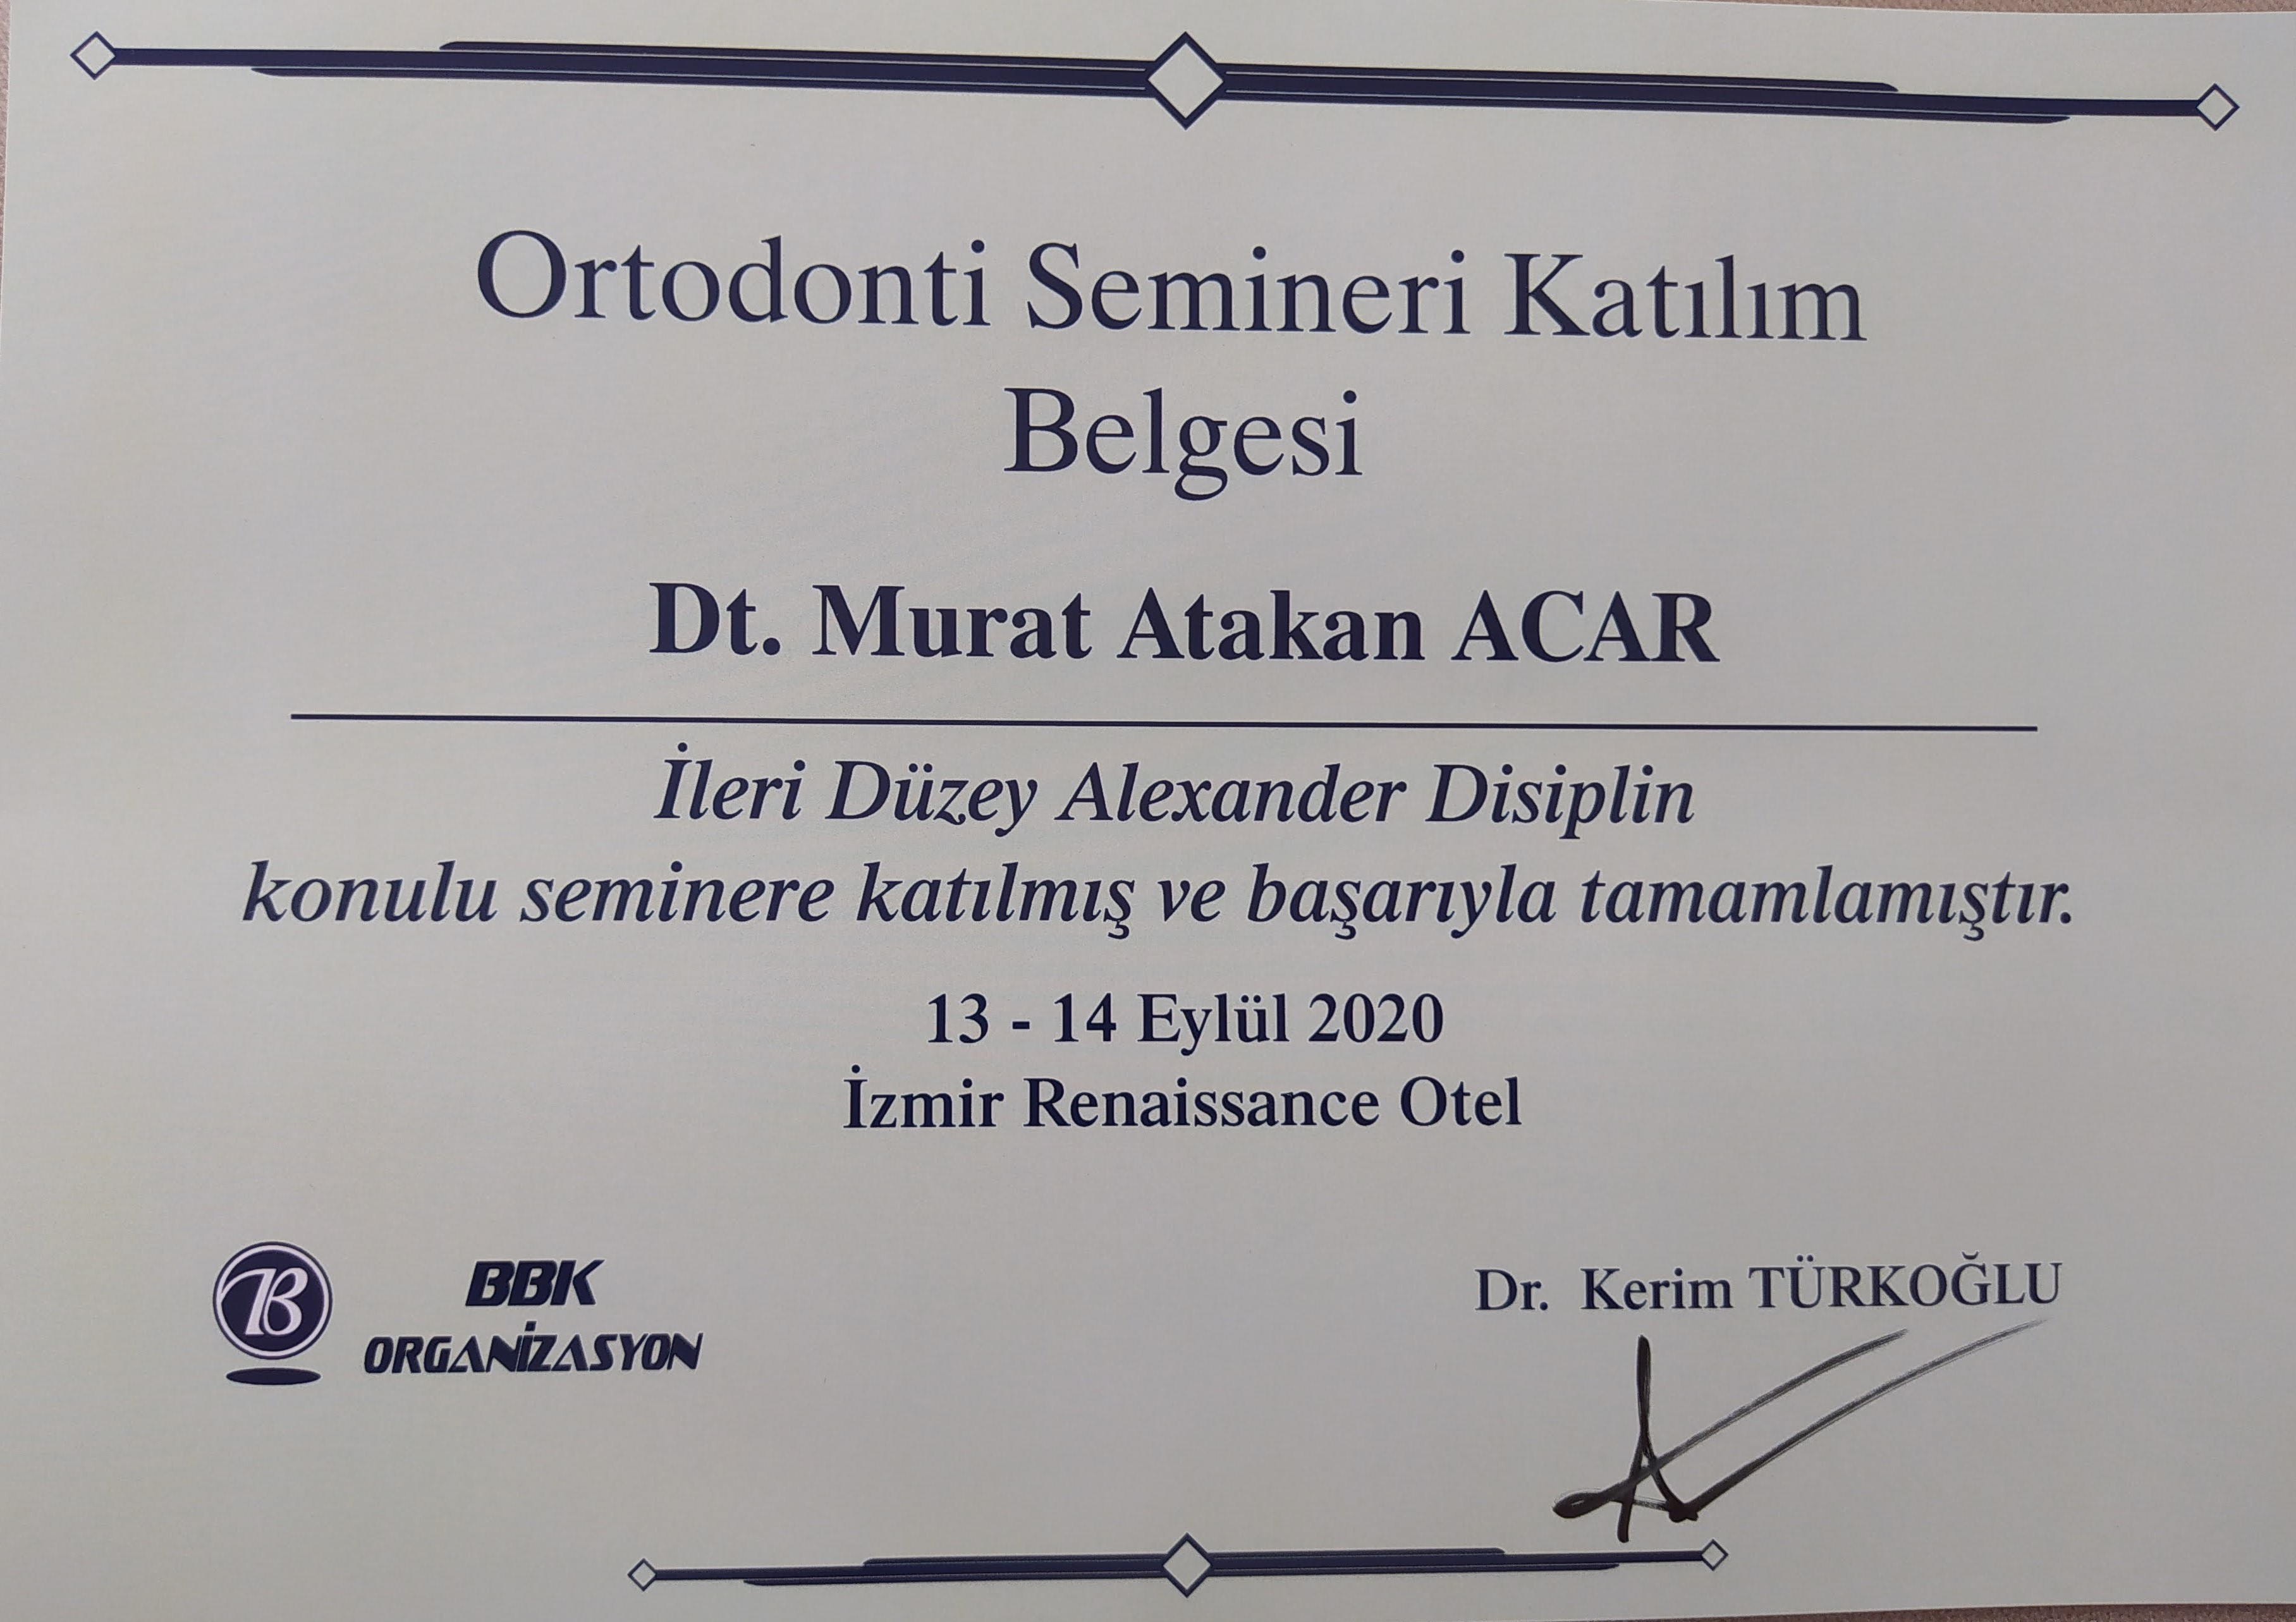 Ortodonti Semineri Katılım
Belgesi
Dt. Murat Atakan ACAR
İleri Düzey Alexander Disiplin
konulu seminere katılmış ve başarıyla tamamlamıştır.
13 - 14 Eylül 2020
İzmir Renaissance Otel
B
BBK
ORGANİZASYON
Dr. Kerim TÜRKOĞLU